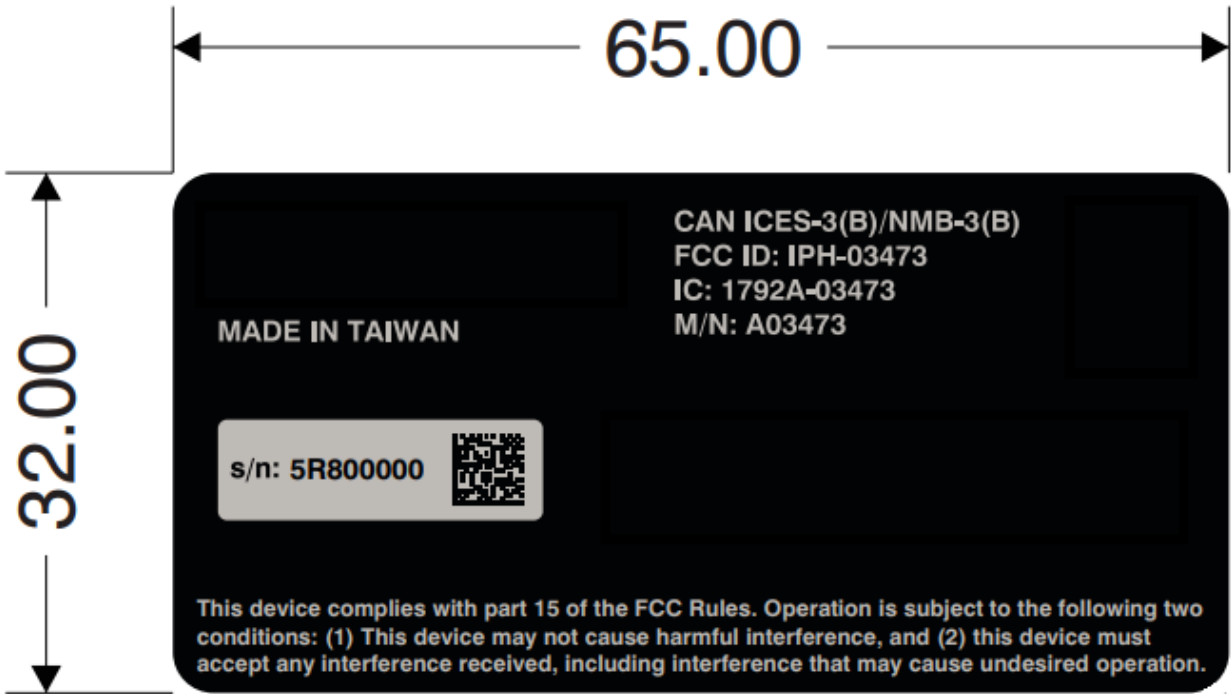 65.00
32.00
CAN ICES-3(B)/NMB-3(B)
FCC ID: IPH-03473
IC: 1792A-03473
M/N: A03473
MADE IN TAIWAN
s/n: 5R800000
This device complies with part 15 of the FCC Rules. Operation is subject to the following two
conditions: (1) This device may not cause harmful interference, and (2) this device must
accept any interference received, including interference that may cause undesired operation.